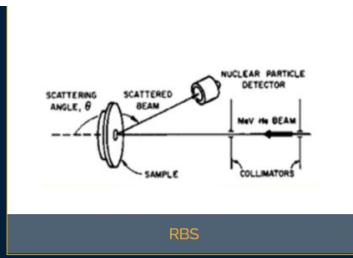 NUCLEAR PARTICLE
DETECTOR
SCATTERING
ANGLE, θ
SCATTERED
BEAM
MeV He BEAM
SAMPLE
COLLIMATORS
RBS